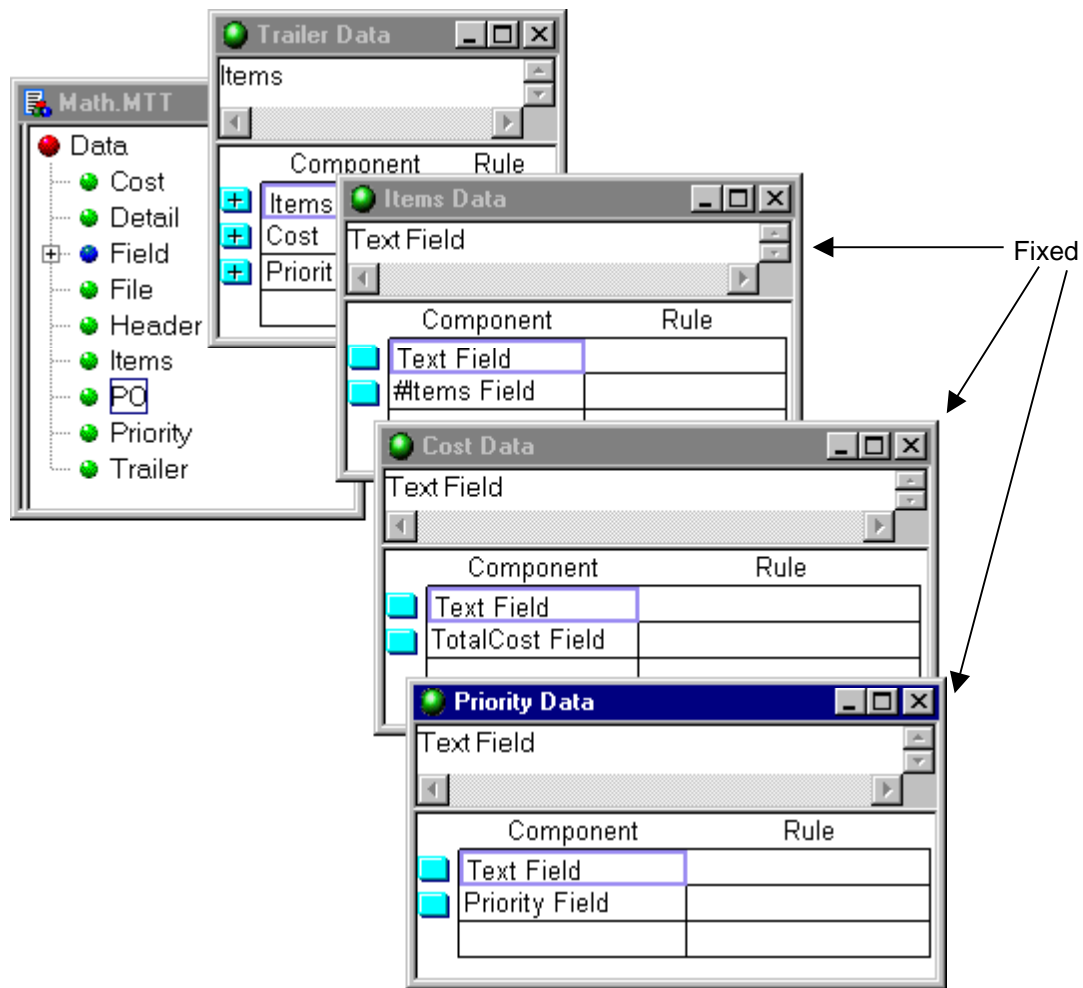 Trailer Data
Items
Component Rule
Items
Cost
Priorit
Math.MTT
Data
Cost
Detail
Field
File
Header
Items
PO
Priority
Trailer
Items Data
Text Field
Component Rule
Text Field
#Items Field
Fixed
Cost Data
Text Field
Component Rule
Text Field
TotalCost Field
Priority Data
Text Field
Component Rule
Text Field
Priority Field